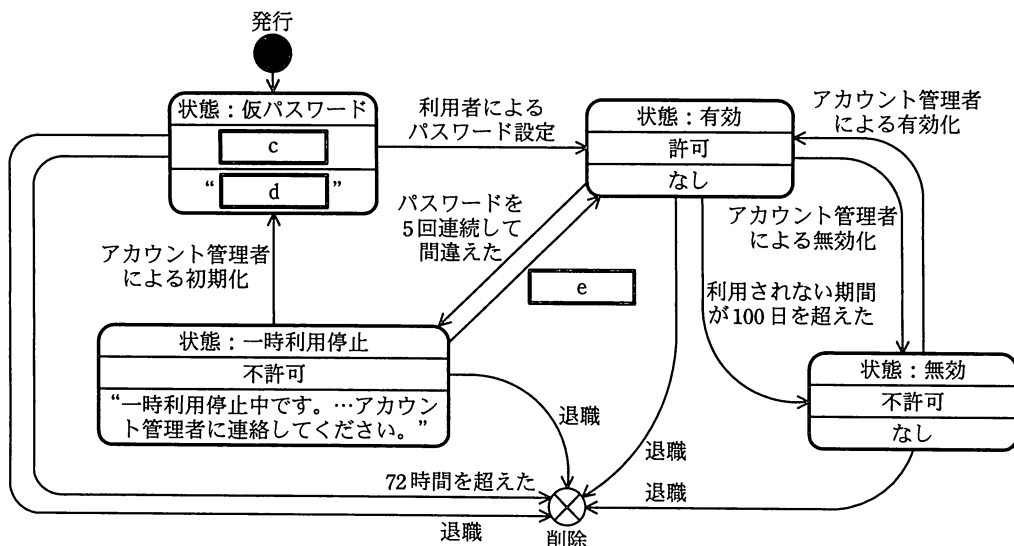 発行
状態：仮パスワード
c
“ d ”
利用者による
パスワード設定
状態：有効
許可
なし
アカウント管理者
による有効化
パスワードを
5回連続して
間違えた
アカウント管理者
による無効化
アカウント管理者
による初期化
e
利用されない期間
が100日を超えた
状態：一時利用停止
不許可
“一時利用停止中です。…アカウン
ト管理者に連絡してください。”
状態：無効
不許可
なし
退職
退職
72時間を超えた
退職
退職
削除